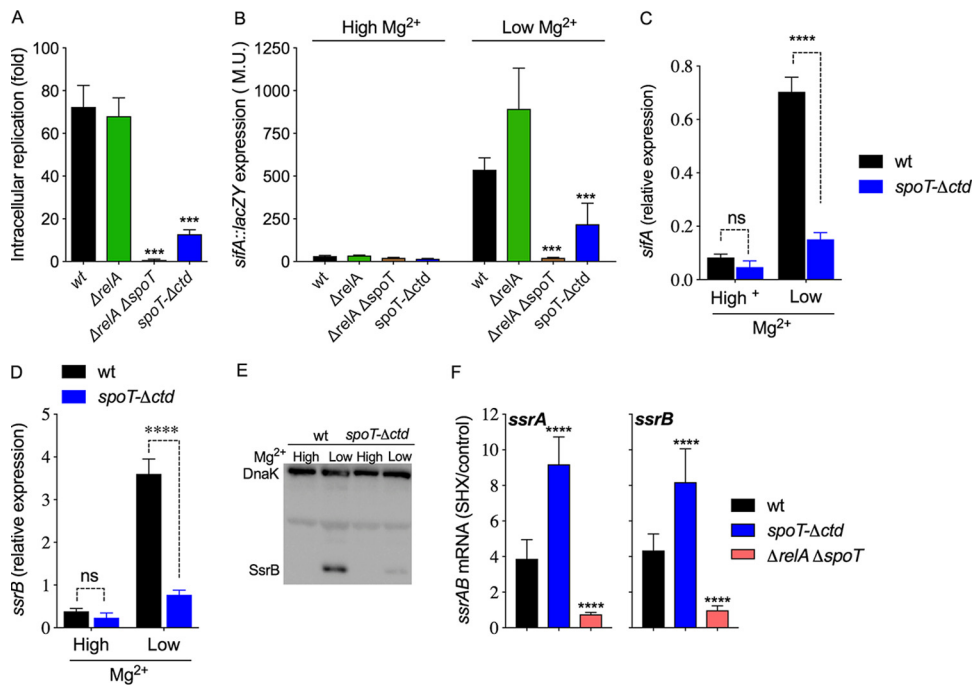 A
Intracellular replication (fold)
100
80
60
40
20
0
***
***
wt
ΔrelA
ΔrelA ΔspoT
spoT-Δctd
B
High Mg2+
Low Mg2+
sifA::lacZY expression ( M.U.)
1250
1000
750
500
250
0
***
***
wt
ΔrelA
ΔrelA ΔspoT
spoT-Δctd
wt
ΔrelA
ΔrelA ΔspoT
spoT-Δctd
C
sifA (relative expression)
0.8
0.6
0.4
0.2
0.0
ns
****
High +
Low
Mg2+
wt
spoT-Δctd
D
wt
spoT-Δctd
ssrB (relative expression)
5
4
3
2
1
0
ns
****
High
Low
Mg2+
E
wt
spoT-Δctd
Mg2+
High
Low
High
Low
DnaK
SsrB
F
ssrAB mRNA (SHX/control)
12
10
8
6
4
2
0
ssrA
****
****
ssrB
****
****
wt
spoT-Δctd
ΔrelA ΔspoT